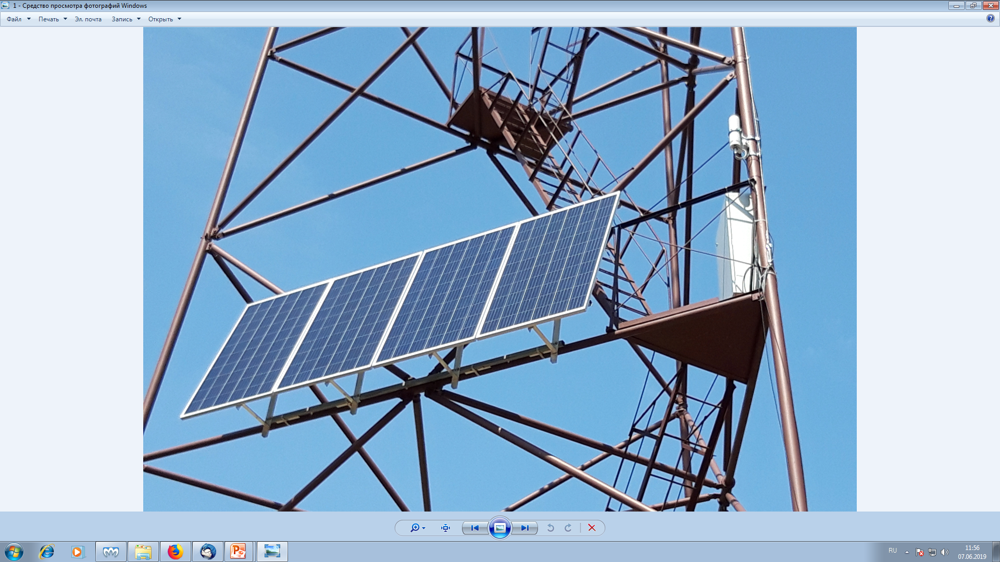 1 - Средство просмотра фотографий Windows
Файл Печать Эл. почта Запись Открыть
RU
11:56
07.06.2019